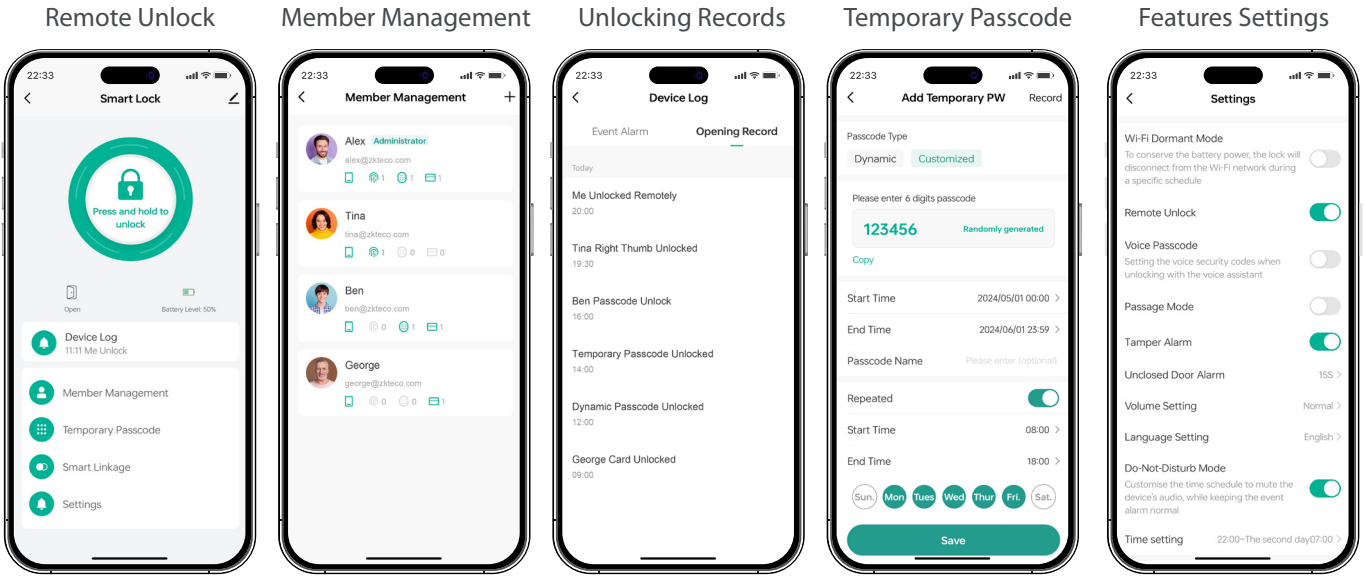 Remote Unlock
Member Management
Unlocking Records
Temporary Passcode
Features Settings
22:33
Smart Lock
Press and hold to
unlock
Open
Battery Level: 50%
Device Log
11:11 Me Unlock
Member Management
Temporary Passcode
Smart Linkage
Settings
22:33
Member Management
Alex Administrator
alex@zkteco.com
1 1 1
Tina
tina@zkteco.com
1 0 0
Ben
ben@zkteco.com
0 1 1
George
george@zkteco.com
0 0 1
22:33
Device Log
Event Alarm Opening Record
Today
Me Unlocked Remotely
20:00
Tina Right Thumb Unlocked
19:30
Ben Passcode Unlock
16:00
Temporary Passcode Unlocked
14:00
Dynamic Passcode Unlocked
12:00
George Card Unlocked
09:00
22:33
Add Temporary PW Record
Passcode Type
Dynamic Customized
Please enter 6 digits passcode
123456 Randomly generated
Copy
Start Time 2024/05/01 00:00
End Time 2024/06/01 23:59
Passcode Name Please enter (optional)
Repeated
Start Time 08:00
End Time 18:00
Sun. Mon Tues Wed Thur Fri. Sat.
Save
22:33
Settings
Wi-Fi Dormant Mode
To conserve the battery power, the lock will
disconnect from the Wi-Fi network during
a specific schedule
Remote Unlock
Voice Passcode
Setting the voice security codes when
unlocking with the voice assistant
Passage Mode
Tamper Alarm
Unclosed Door Alarm 15S
Volume Setting Normal
Language Setting English
Do-Not-Disturb Mode
Customise the time schedule to mute the
device's audio, while keeping the event
alarm normal
Time setting 22:00~The second day07:00